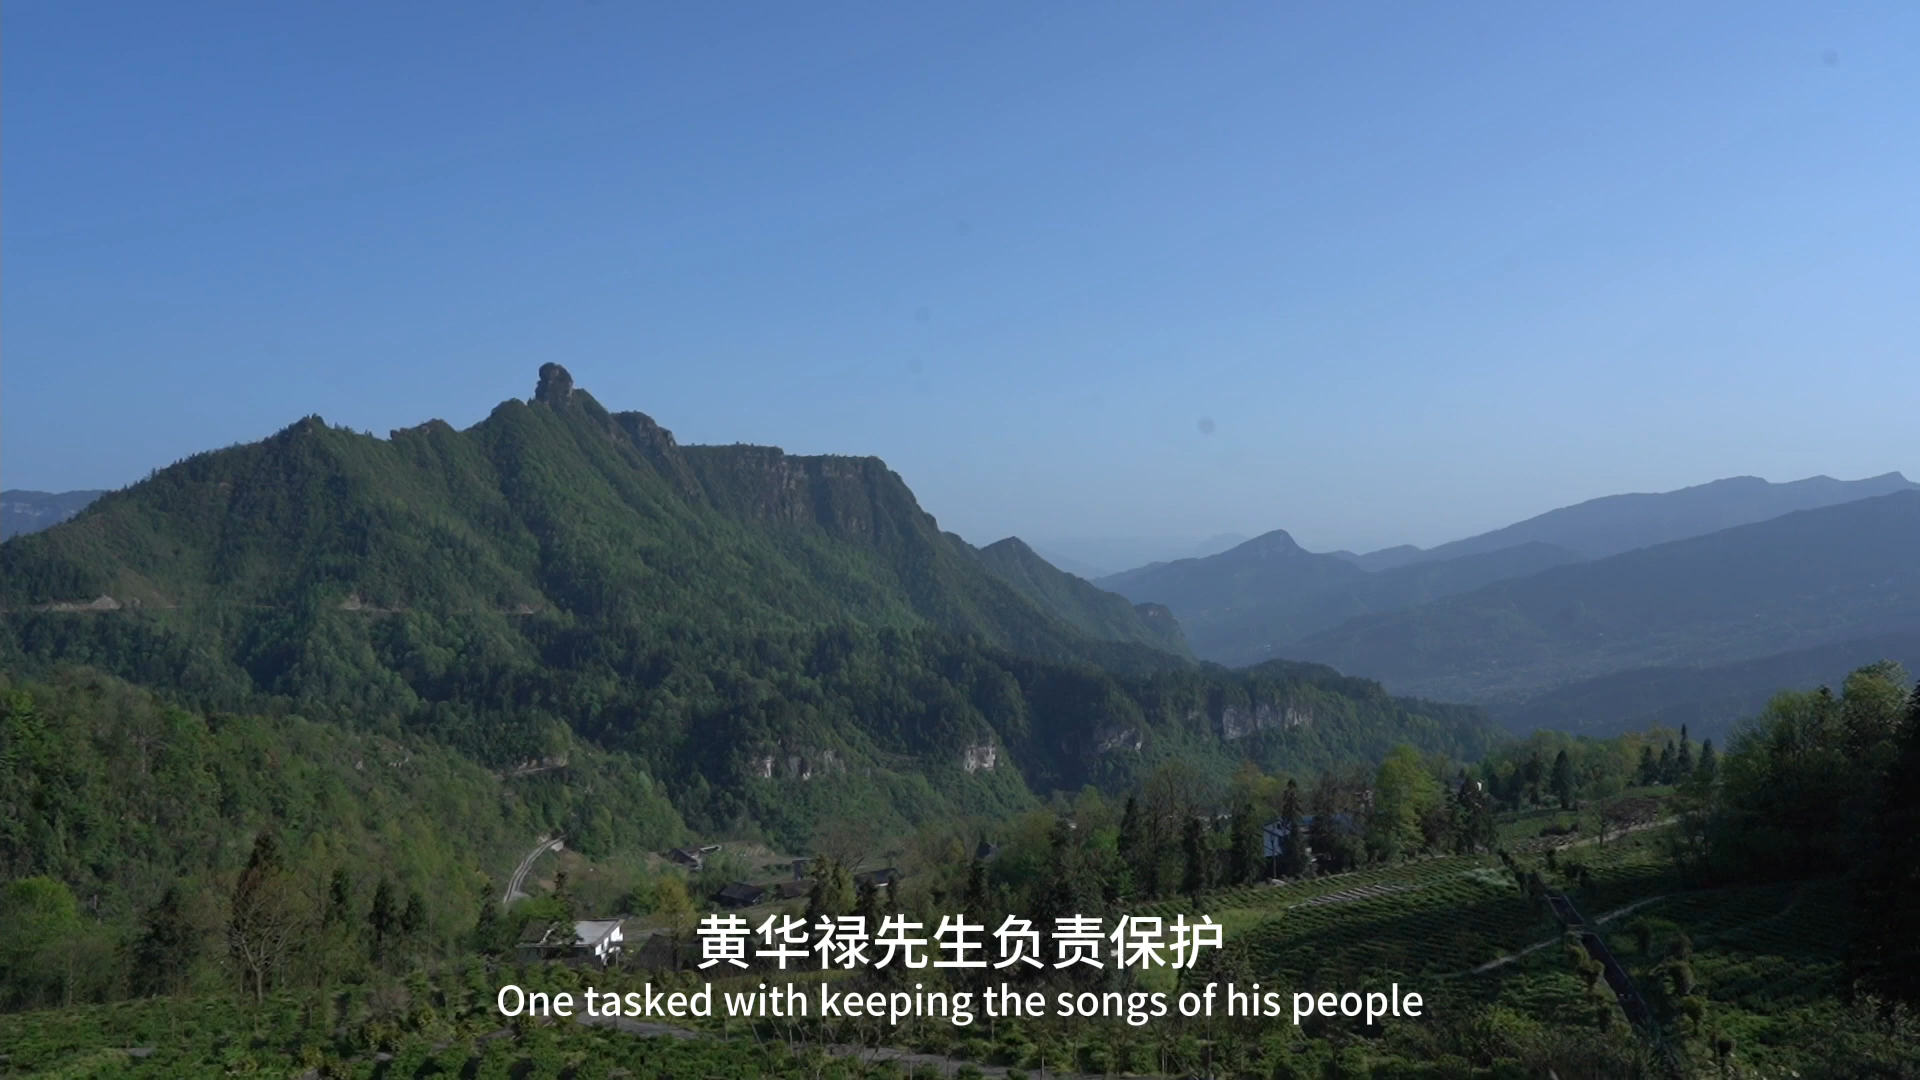 黄华禄先生负责保护
One tasked with keeping the songs of his people